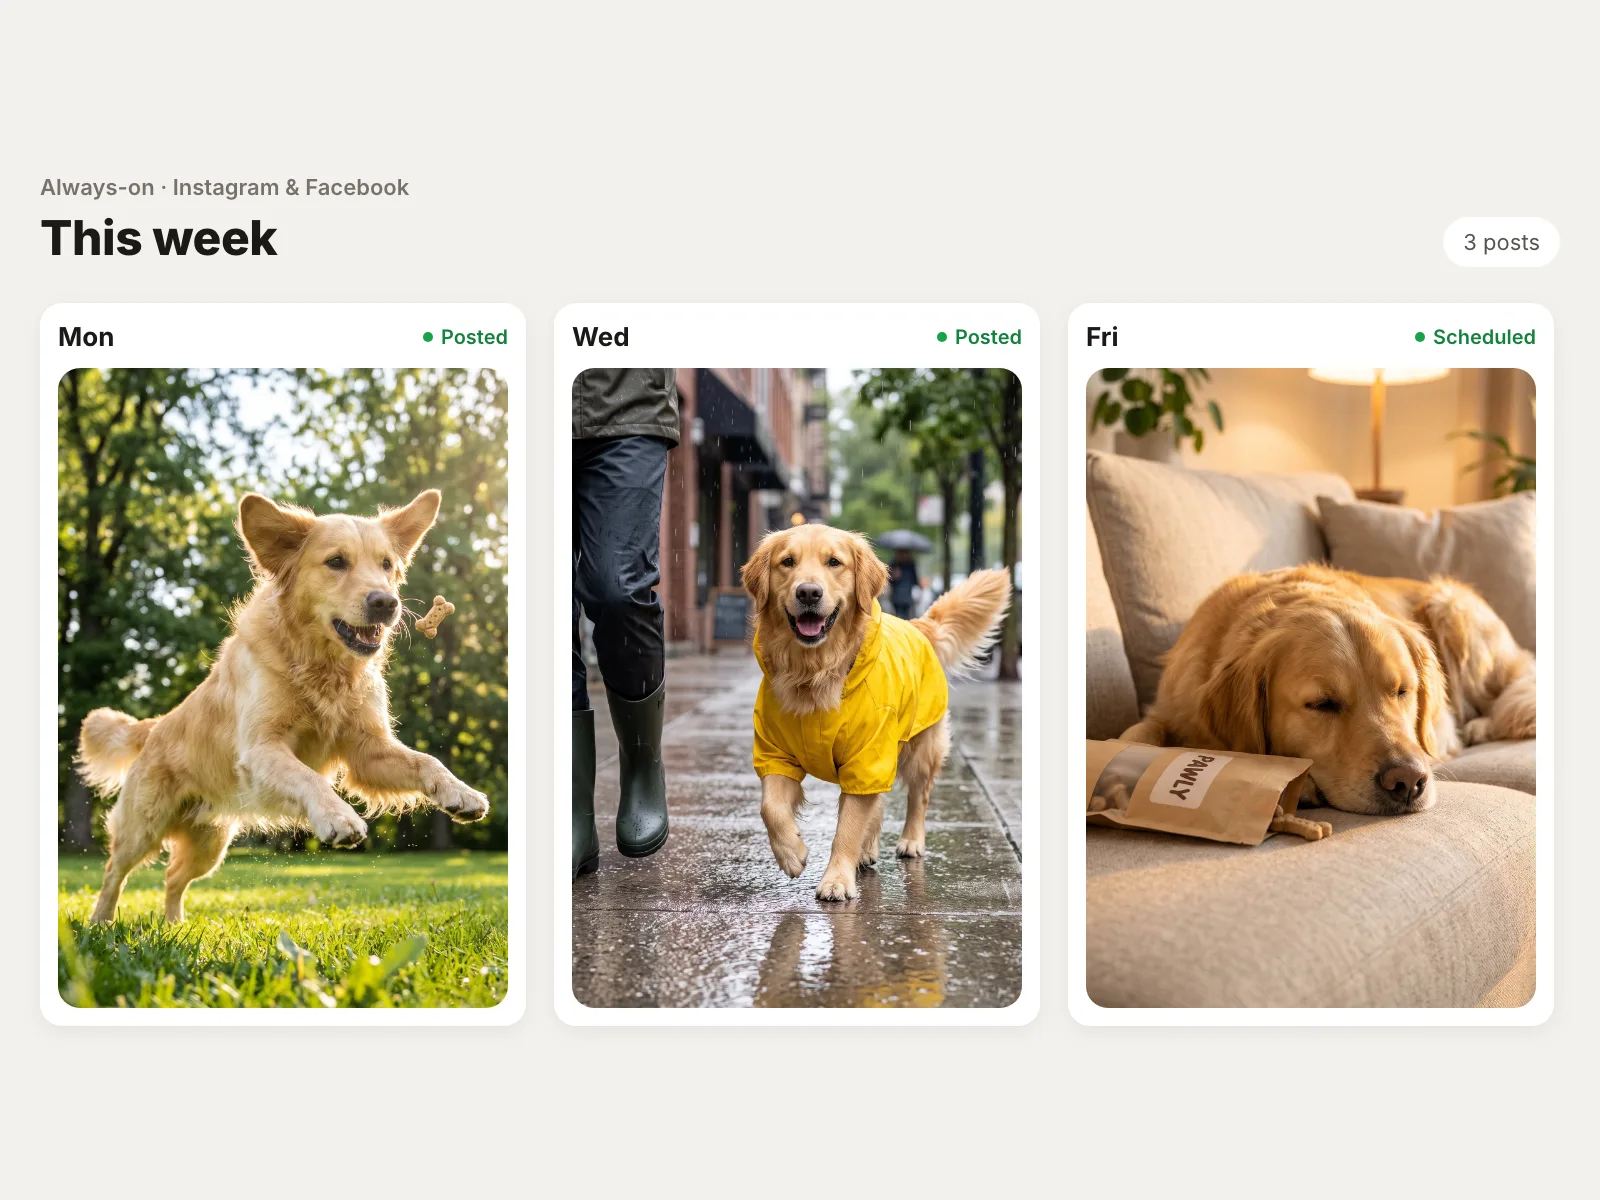 Always-on · Instagram & Facebook
This week
3 posts
Mon
Posted
Wed
Posted
Fri
Scheduled
PAWLY